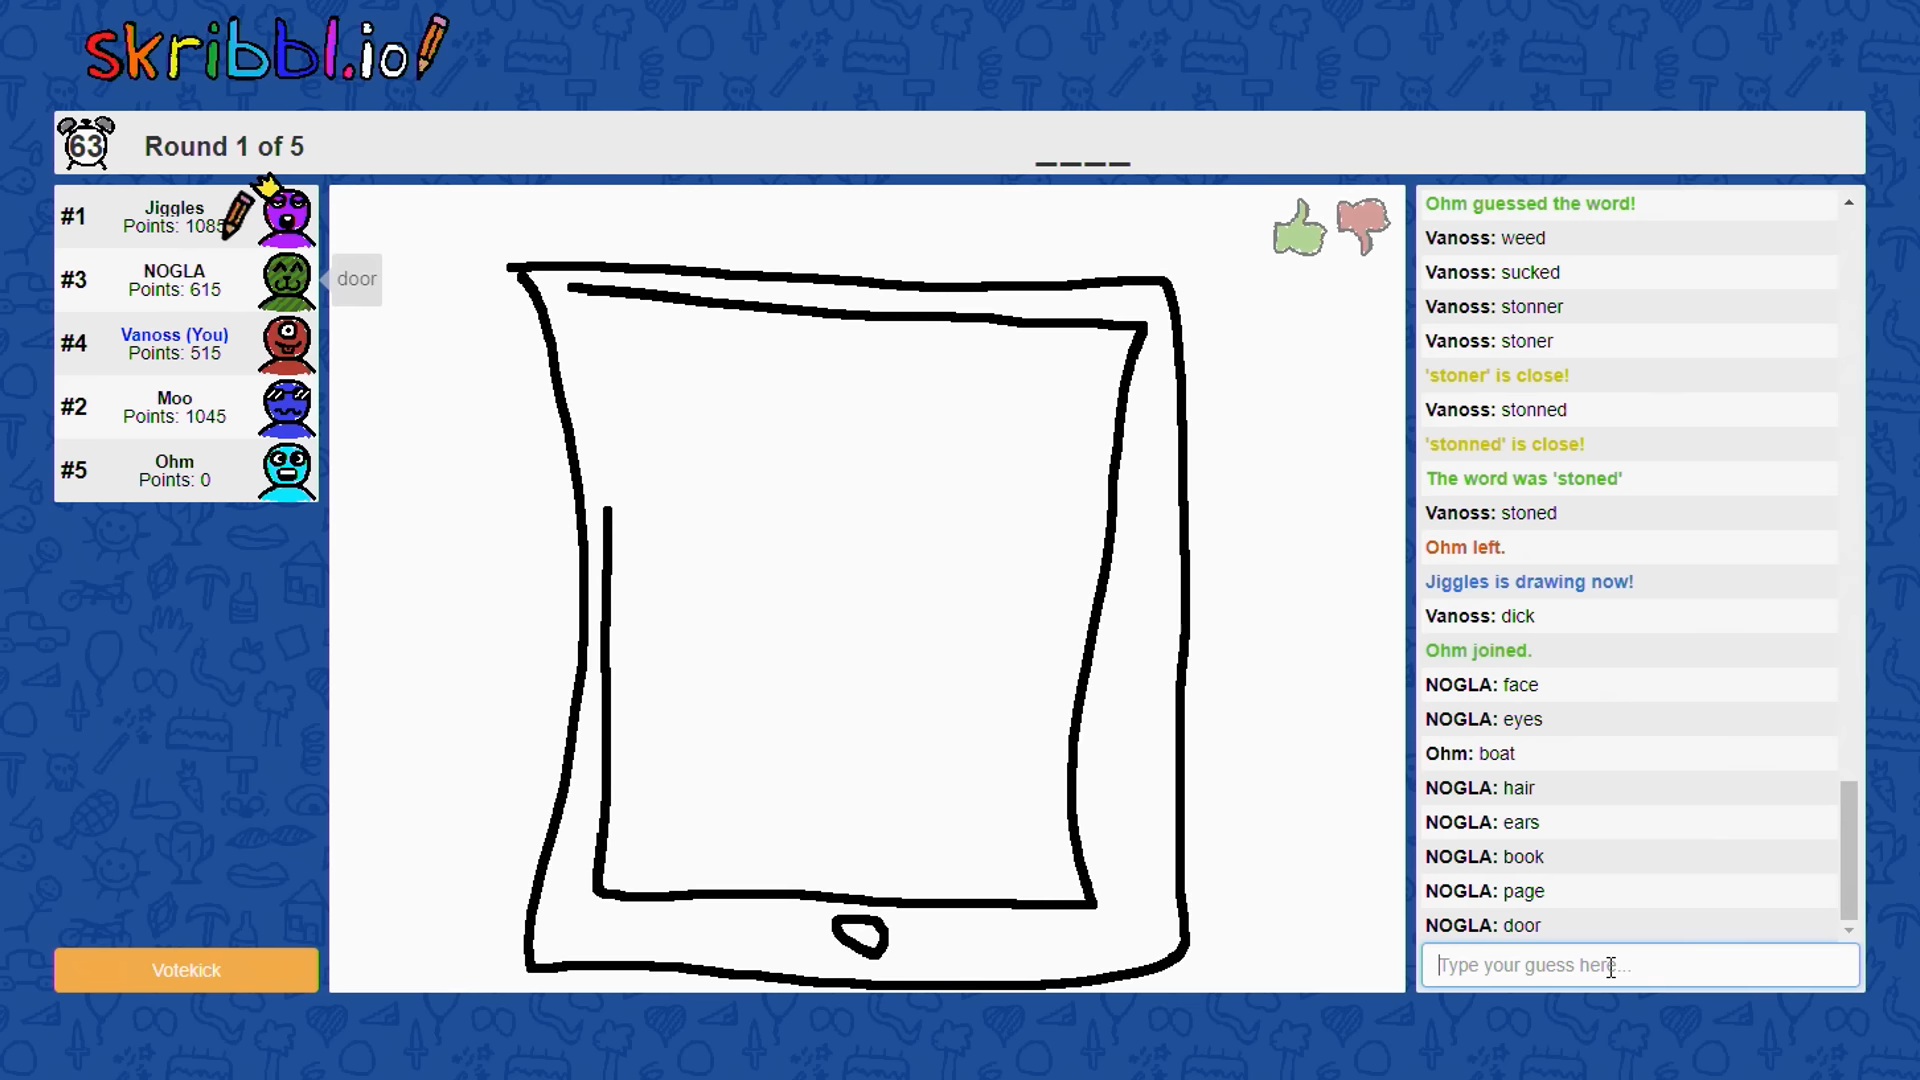 skribbl.io
63
Round 1 of 5
____
#1
Jiggles
Points: 1085
#3
NOGLA
Points: 615
door
#4
Vanoss (You)
Points: 515
#2
Moo
Points: 1045
#5
Ohm
Points: 0
Votekick
Ohm guessed the word!
Vanoss: weed
Vanoss: sucked
Vanoss: stonner
Vanoss: stoner
'stoner' is close!
Vanoss: stonned
'stonned' is close!
The word was 'stoned'
Vanoss: stoned
Ohm left.
Jiggles is drawing now!
Vanoss: dick
Ohm joined.
NOGLA: face
NOGLA: eyes
Ohm: boat
NOGLA: hair
NOGLA: ears
NOGLA: book
NOGLA: page
NOGLA: door
Type your guess here...